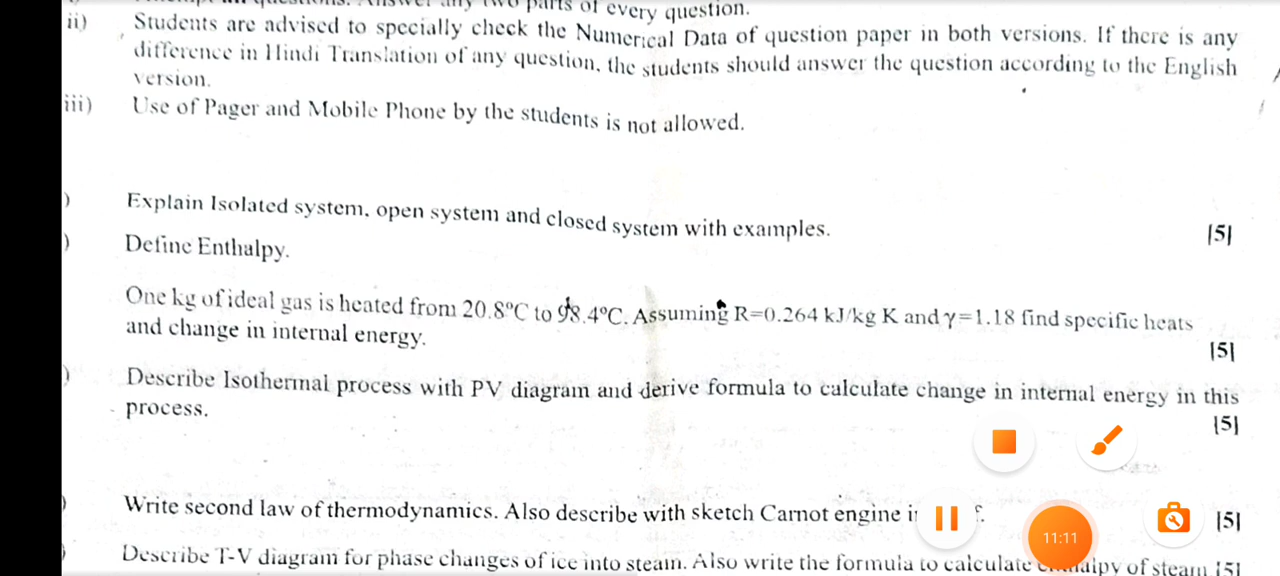 parts of every question.
ii) Students are advised to specially check the Numerical Data of question paper in both versions. If there is any
difference in Hindi Translation of any question, the students should answer the question according to the English
version.
iii) Use of Pager and Mobile Phone by the students is not allowed.
) Explain Isolated system, open system and closed system with examples. [5]
) Define Enthalpy.
One kg of ideal gas is heated from 20.8°C to 98.4°C. Assuming R=0.264 kJ/kg K and γ=1.18 find specific heats
and change in internal energy. [5]
) Describe Isothermal process with PV diagram and derive formula to calculate change in internal energy in this
process. [5]
) Write second law of thermodynamics. Also describe with sketch Carnot engine [5]
11:11
) Describe T-V diagram for phase changes of ice into steam. Also write the formula to calculate of steam [5]